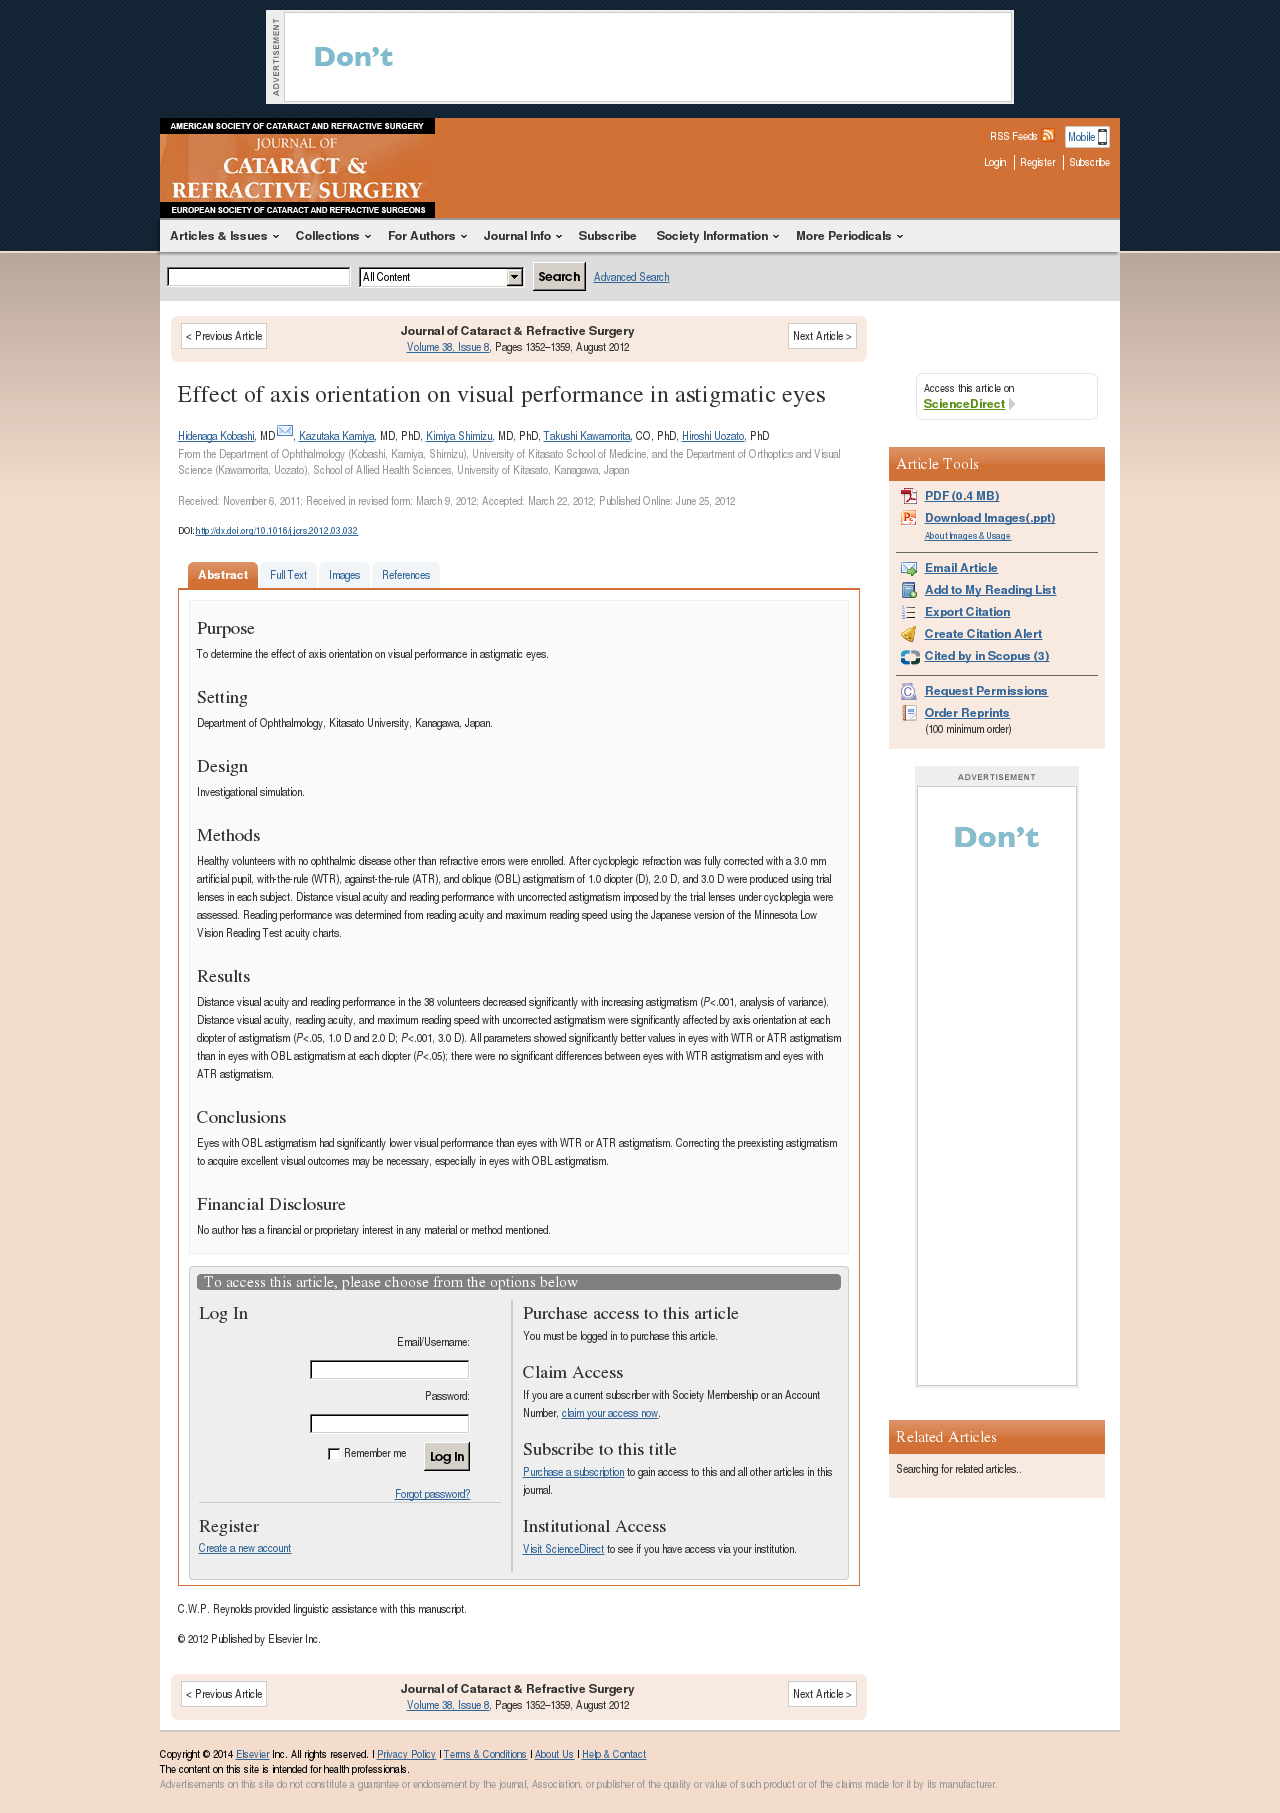 ADVERTISEMENT
Don't
AMERICAN SOCIETY OF CATARACT AND REFRACTIVE SURGERY
JOURNAL OF
CATARACT &
REFRACTIVE SURGERY
EUROPEAN SOCIETY OF CATARACT AND REFRACTIVE SURGEONS
RSS Feeds Mobile
Login Register Subscribe
Articles & Issues Collections For Authors Journal Info Subscribe Society Information More Periodicals
All Content Search Advanced Search
< Previous Article
Journal of Cataract & Refractive Surgery
Volume 38, Issue 8, Pages 1352–1359, August 2012
Next Article >
Effect of axis orientation on visual performance in astigmatic eyes
Hidenaga Kobashi, MD, Kazutaka Kamiya, MD, PhD, Kimiya Shimizu, MD, PhD, Takushi Kawamorita, CO, PhD, Hiroshi Uozato, PhD
From the Department of Ophthalmology (Kobashi, Kamiya, Shimizu), University of Kitasato School of Medicine, and the Department of Orthoptics and Visual
Science (Kawamorita, Uozato), School of Allied Health Sciences, University of Kitasato, Kanagawa, Japan
Received: November 6, 2011; Received in revised form: March 9, 2012; Accepted: March 22, 2012; Published Online: June 25, 2012
DOI: http://dx.doi.org/10.1016/j.jcrs.2012.03.032
Abstract Full Text Images References
Purpose
To determine the effect of axis orientation on visual performance in astigmatic eyes.
Setting
Department of Ophthalmology, Kitasato University, Kanagawa, Japan.
Design
Investigational simulation.
Methods
Healthy volunteers with no ophthalmic disease other than refractive errors were enrolled. After cycloplegic refraction was fully corrected with a 3.0 mm
artificial pupil, with-the-rule (WTR), against-the-rule (ATR), and oblique (OBL) astigmatism of 1.0 diopter (D), 2.0 D, and 3.0 D were produced using trial
lenses in each subject. Distance visual acuity and reading performance with uncorrected astigmatism imposed by the trial lenses under cycloplegia were
assessed. Reading performance was determined from reading acuity and maximum reading speed using the Japanese version of the Minnesota Low
Vision Reading Test acuity charts.
Results
Distance visual acuity and reading performance in the 38 volunteers decreased significantly with increasing astigmatism (P<.001, analysis of variance).
Distance visual acuity, reading acuity, and maximum reading speed with uncorrected astigmatism were significantly affected by axis orientation at each
diopter of astigmatism (P<.05, 1.0 D and 2.0 D; P<.001, 3.0 D). All parameters showed significantly better values in eyes with WTR or ATR astigmatism
than in eyes with OBL astigmatism at each diopter (P<.05); there were no significant differences between eyes with WTR astigmatism and eyes with
ATR astigmatism.
Conclusions
Eyes with OBL astigmatism had significantly lower visual performance than eyes with WTR or ATR astigmatism. Correcting the preexisting astigmatism
to acquire excellent visual outcomes may be necessary, especially in eyes with OBL astigmatism.
Financial Disclosure
No author has a financial or proprietary interest in any material or method mentioned.
To access this article, please choose from the options below
Log In
Email/Username:
Password:
Remember me Log In
Forgot password?
Register
Create a new account
Purchase access to this article
You must be logged in to purchase this article.
Claim Access
If you are a current subscriber with Society Membership or an Account
Number, claim your access now.
Subscribe to this title
Purchase a subscription to gain access to this and all other articles in this
journal.
Institutional Access
Visit ScienceDirect to see if you have access via your institution.
C.W.P. Reynolds provided linguistic assistance with this manuscript.
© 2012 Published by Elsevier Inc.
< Previous Article
Journal of Cataract & Refractive Surgery
Volume 38, Issue 8, Pages 1352–1359, August 2012
Next Article >
Access this article on
ScienceDirect
Article Tools
PDF (0.4 MB)
Download Images(.ppt)
About Images & Usage
Email Article
Add to My Reading List
Export Citation
Create Citation Alert
Cited by in Scopus (3)
Request Permissions
Order Reprints
(100 minimum order)
ADVERTISEMENT
Don't
Related Articles
Searching for related articles..
Copyright © 2014 Elsevier Inc. All rights reserved. | Privacy Policy | Terms & Conditions | About Us | Help & Contact
The content on this site is intended for health professionals.
Advertisements on this site do not constitute a guarantee or endorsement by the journal, Association, or publisher of the quality or value of such product or of the claims made for it by its manufacturer.